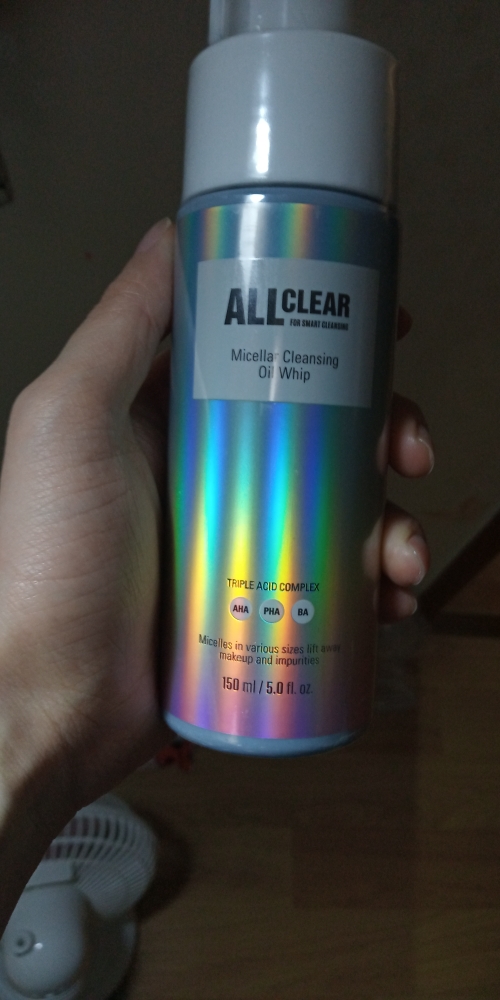 ALL CLEAR
FOR SMART CLEANSING
Micellar Cleansing
Oil Whip
TRIPLE ACID COMPLEX
AHA PHA BA
Micelles in various sizes lift away
makeup and impurities
150 ml / 5.0 fl. oz.